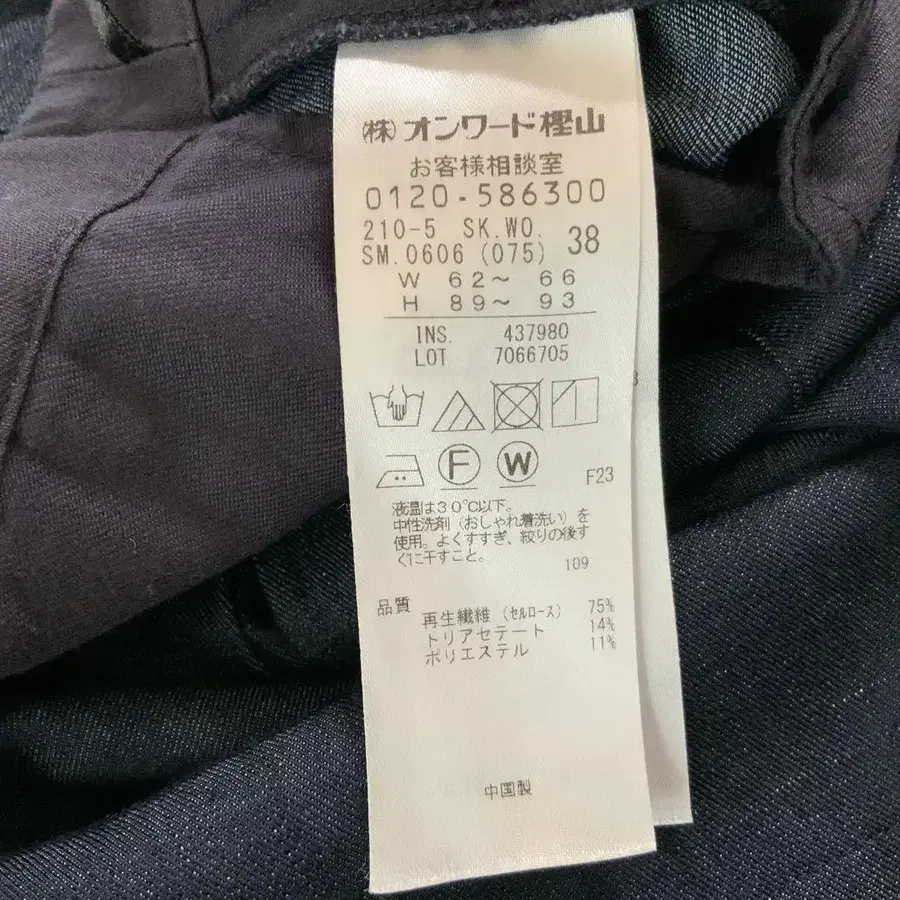 (株)オンワード樫山
お客様相談室
0120-586300
210-5 SK.WO. 38
SM.0606 (075)
W 62～ 66
H 89～ 93
INS. 437980
LOT 7066705
F W F23
液温は30℃以下。
中性洗剤(おしゃれ着洗い)を
使用。よくすすぎ、絞りの後す
ぐに干すこと。
109
品質 再生繊維(セルロース) 75%
トリアセテート 14%
ポリエステル 11%
中国製